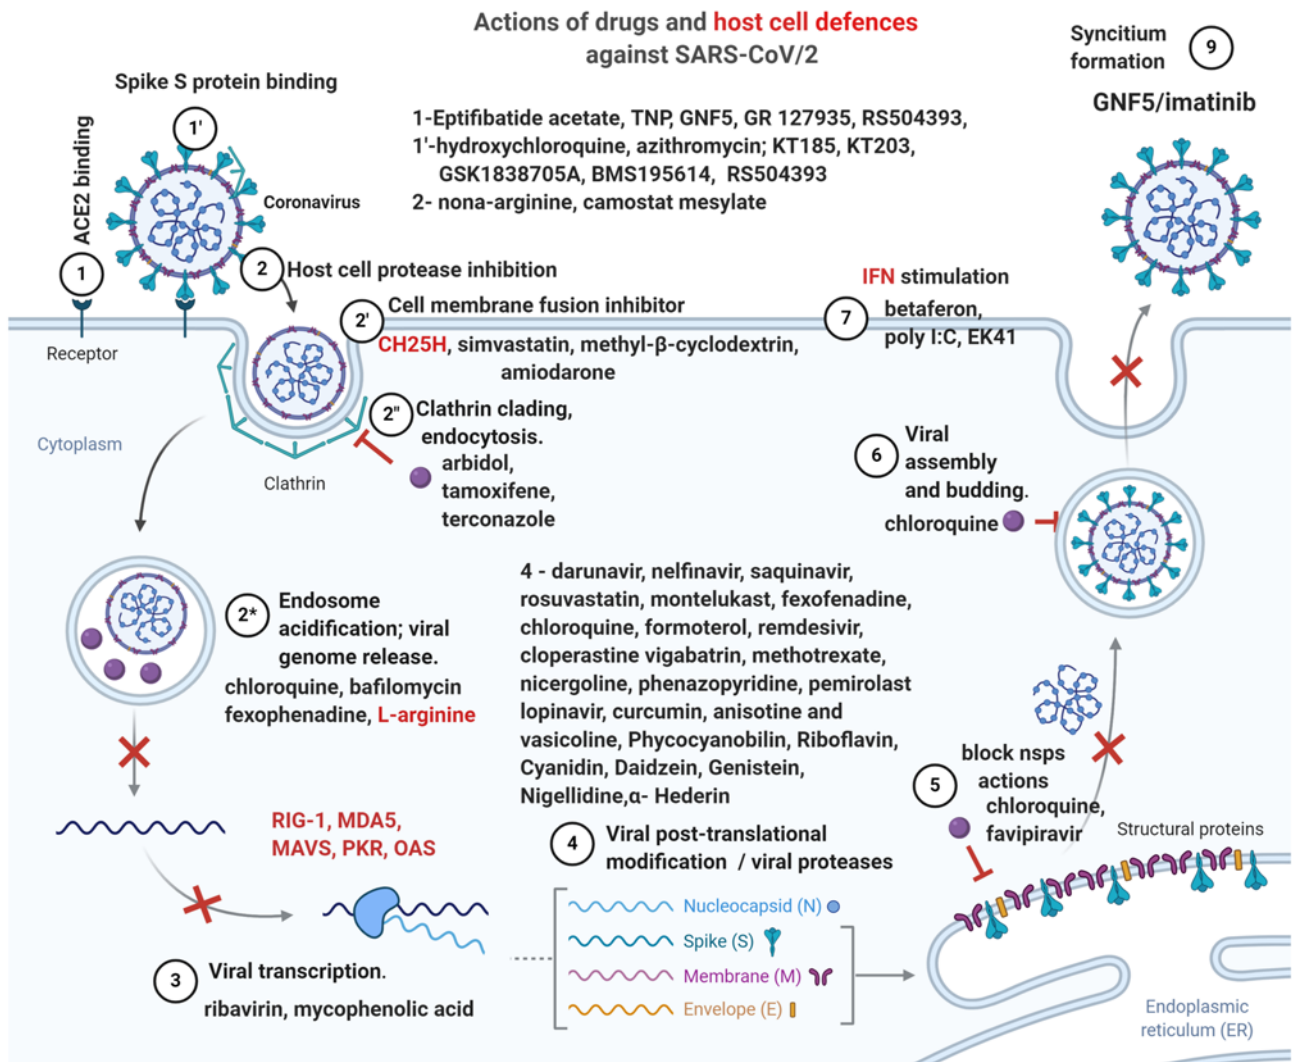 Actions of drugs and host cell defences
against SARS-CoV/2
Syncitium
formation
9
GNF5/imatinib
Spike S protein binding
1'
ACE2 binding
1
Coronavirus
1-Eptifibatide acetate, TNP, GNF5, GR 127935, RS504393,
1'-hydroxychloroquine, azithromycin; KT185, KT203,
GSK1838705A, BMS195614, RS504393
2- nona-arginine, camostat mesylate
2
Host cell protease inhibition
2'
Cell membrane fusion inhibitor
CH25H, simvastatin, methyl-β-cyclodextrin,
amiodarone
7
IFN stimulation
betaferon,
poly I:C, EK41
Receptor
Cytoplasm
2"
Clathrin clading,
endocytosis.
arbidol,
tamoxifene,
terconazole
Clathrin
6
Viral
assembly
and budding.
chloroquine
2*
Endosome
acidification; viral
genome release.
chloroquine, bafilomycin
fexophenadine, L-arginine
4 - darunavir, nelfinavir, saquinavir,
rosuvastatin, montelukast, fexofenadine,
chloroquine, formoterol, remdesivir,
cloperastine vigabatrin, methotrexate,
nicergoline, phenazopyridine, pemirolast
lopinavir, curcumin, anisotine and
vasicoline, Phycocyanobilin, Riboflavin,
Cyanidin, Daidzein, Genistein,
Nigellidine,α- Hederin
5
block nsps
actions
chloroquine,
favipiravir
Structural proteins
RIG-1, MDA5,
MAVS, PKR, OAS
4
Viral post-translational
modification / viral proteases
Nucleocapsid (N)
Spike (S)
Membrane (M)
Envelope (E)
3
Viral transcription.
ribavirin, mycophenolic acid
Endoplasmic
reticulum (ER)